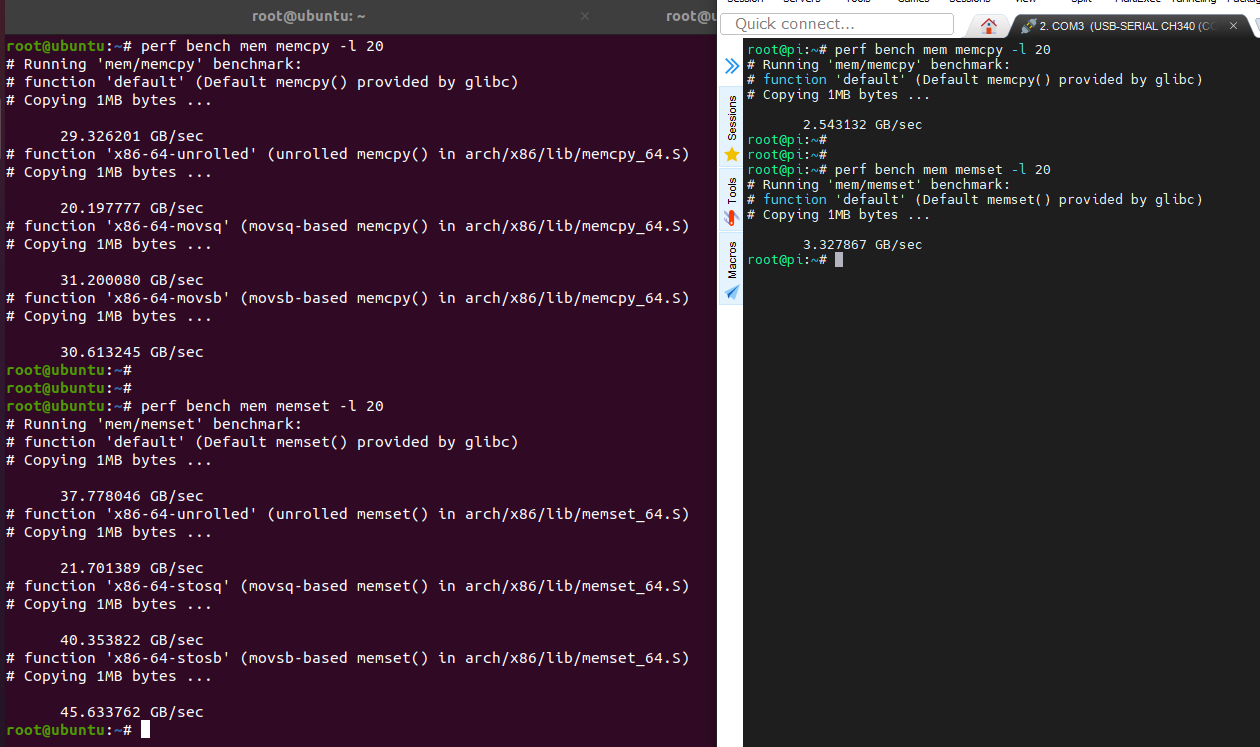 root@ubuntu: ~
root@u
root@ubuntu:~# perf bench mem memcpy -l 20
# Running 'mem/memcpy' benchmark:
# function 'default' (Default memcpy() provided by glibc)
# Copying 1MB bytes ...
29.326201 GB/sec
# function 'x86-64-unrolled' (unrolled memcpy() in arch/x86/lib/memcpy_64.S)
# Copying 1MB bytes ...
20.197777 GB/sec
# function 'x86-64-movsq' (movsq-based memcpy() in arch/x86/lib/memcpy_64.S)
# Copying 1MB bytes ...
31.200080 GB/sec
# function 'x86-64-movsb' (movsb-based memcpy() in arch/x86/lib/memcpy_64.S)
# Copying 1MB bytes ...
30.613245 GB/sec
root@ubuntu:~#
root@ubuntu:~#
root@ubuntu:~# perf bench mem memset -l 20
# Running 'mem/memset' benchmark:
# function 'default' (Default memset() provided by glibc)
# Copying 1MB bytes ...
37.778046 GB/sec
# function 'x86-64-unrolled' (unrolled memset() in arch/x86/lib/memset_64.S)
# Copying 1MB bytes ...
21.701389 GB/sec
# function 'x86-64-stosq' (movsq-based memset() in arch/x86/lib/memset_64.S)
# Copying 1MB bytes ...
40.353822 GB/sec
# function 'x86-64-stosb' (movsb-based memset() in arch/x86/lib/memset_64.S)
# Copying 1MB bytes ...
45.633762 GB/sec
root@ubuntu:~#
Quick connect...
2. COM3 (USB-SERIAL CH340 (CO
Sessions
Tools
Macros
root@pi:~# perf bench mem memcpy -l 20
# Running 'mem/memcpy' benchmark:
# function 'default' (Default memcpy() provided by glibc)
# Copying 1MB bytes ...
2.543132 GB/sec
root@pi:~#
root@pi:~#
root@pi:~# perf bench mem memset -l 20
# Running 'mem/memset' benchmark:
# function 'default' (Default memset() provided by glibc)
# Copying 1MB bytes ...
3.327867 GB/sec
root@pi:~#